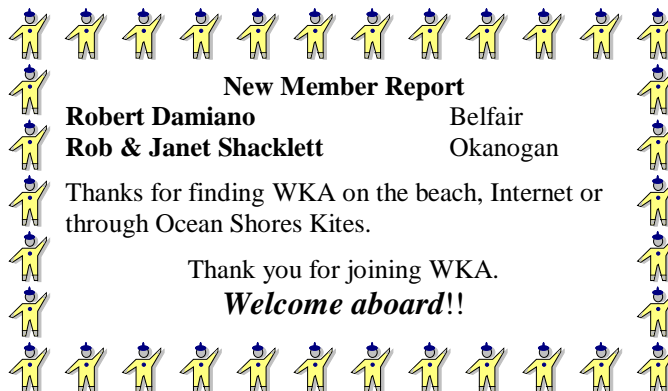 New Member Report
Robert Damiano Belfair
Rob & Janet Shacklett Okanogan
Thanks for finding WKA on the beach, Internet or
through Ocean Shores Kites.
Thank you for joining WKA.
Welcome aboard!!